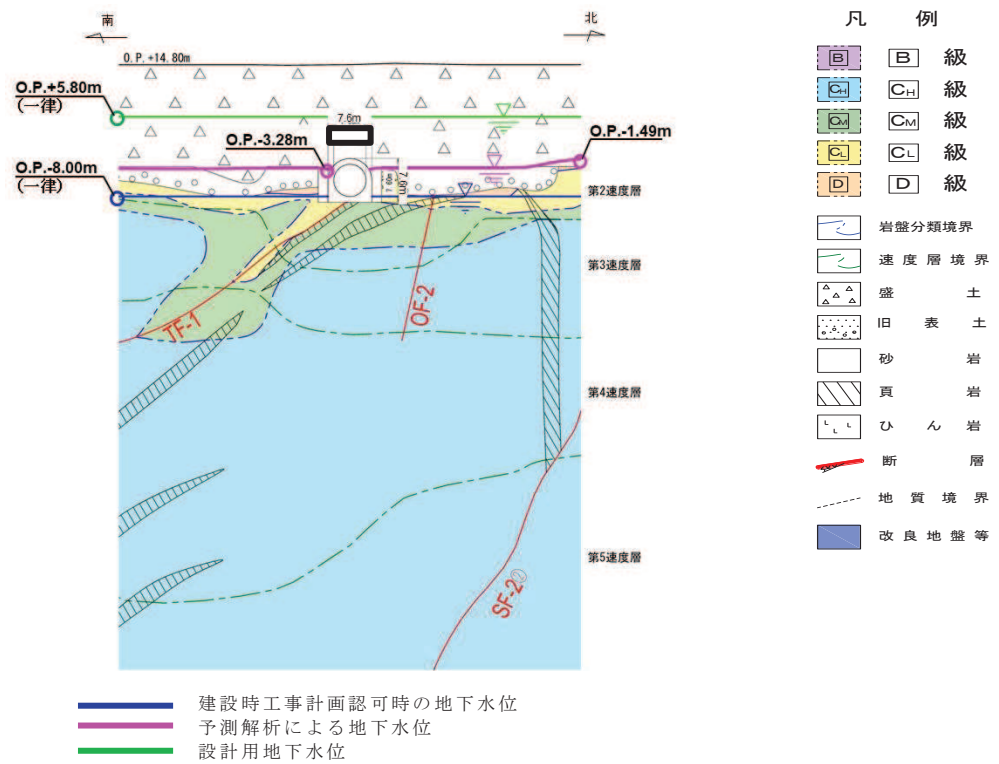 南
北
O.P.+14.80m
O.P.+5.80m
(一律)
7.6m
O.P.-3.28m
O.P.-1.49m
O.P.-8.00m
(一律)
7.60m
7.6m
第2速度層
第3速度層
TF-1
OF-2
第4速度層
第5速度層
SF-2①
凡 例
B B 級
CH CH 級
CM CM 級
CL CL 級
D D 級
岩盤分類境界
速度層境界
盛土
旧表土
砂岩
頁岩
ひん岩
断層
地質境界
改良地盤等
建設時工事計画認可時の地下水位
予測解析による地下水位
設計用地下水位